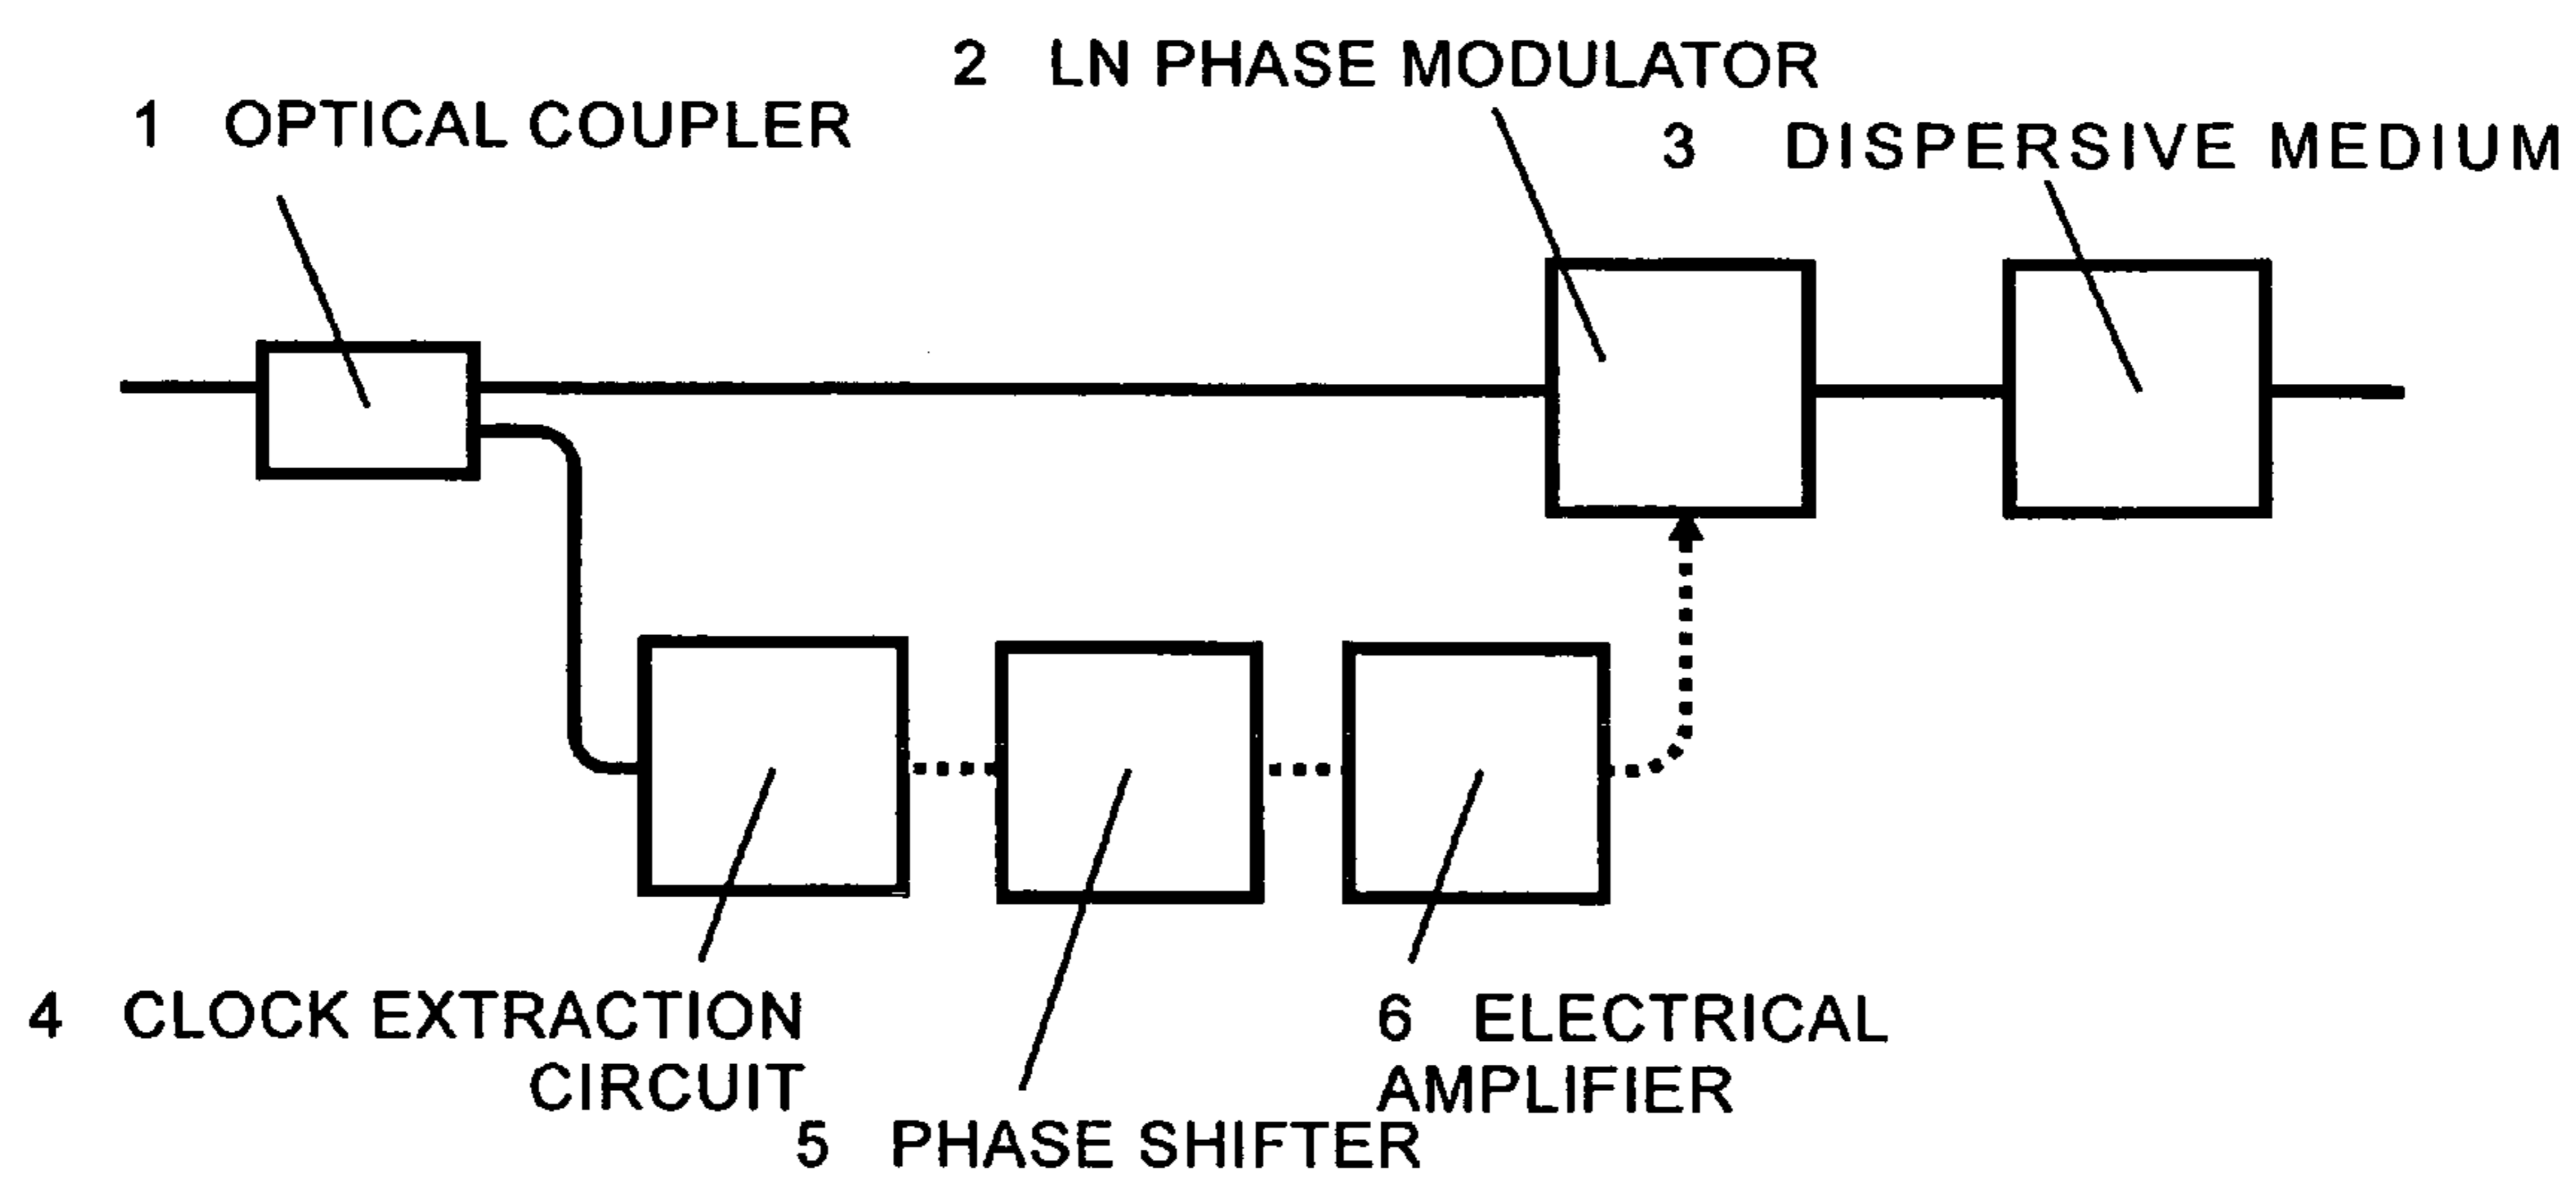 2 LN PHASE MODULATOR
1 OPTICAL COUPLER
3 DISPERSIVE MEDIUM
4 CLOCK EXTRACTION
CIRCUIT
6 ELECTRICAL
AMPLIFIER
5 PHASE SHIFTER